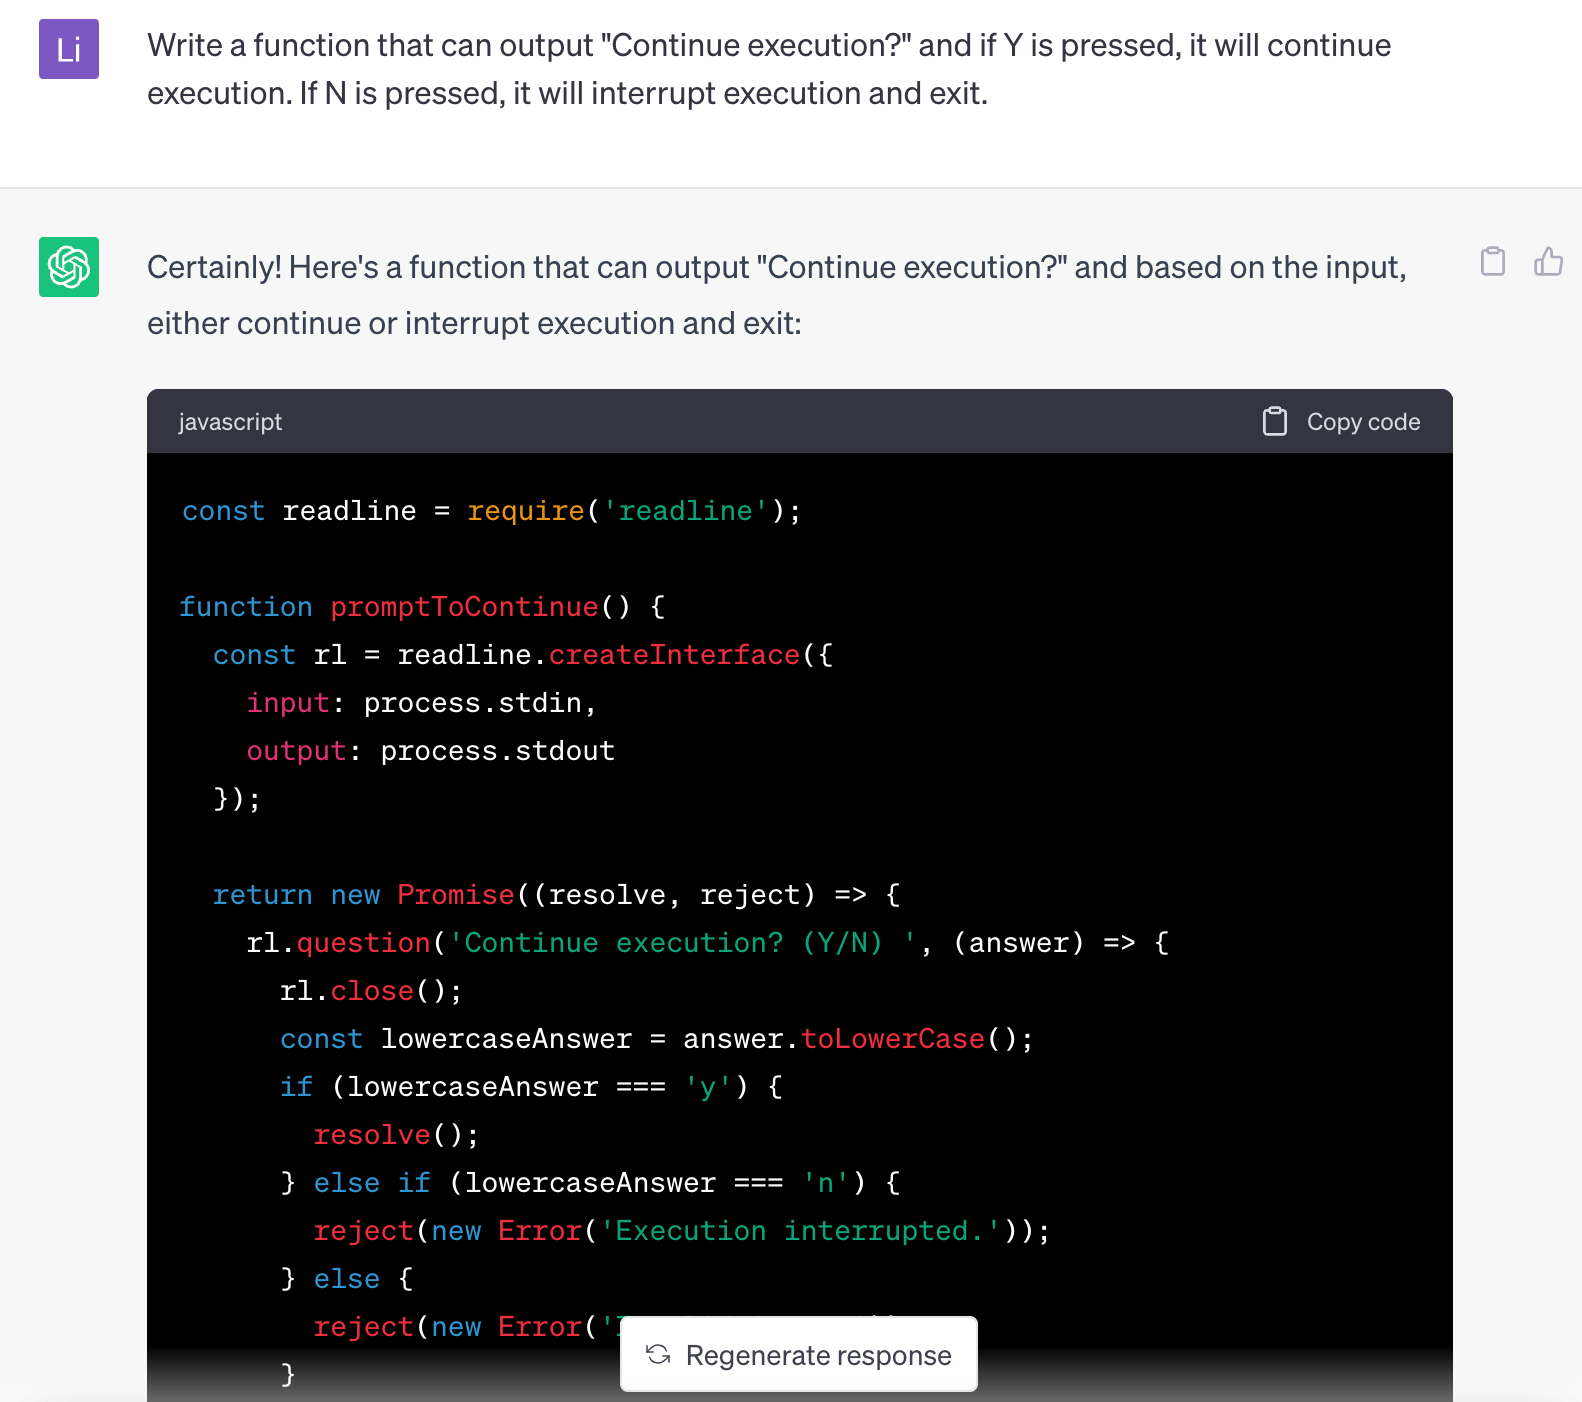 Li
Write a function that can output "Continue execution?" and if Y is pressed, it will continue
execution. If N is pressed, it will interrupt execution and exit.
Certainly! Here's a function that can output "Continue execution?" and based on the input,
either continue or interrupt execution and exit:
javascript
Copy code
const readline = require('readline');
function promptToContinue() {
  const rl = readline.createInterface({
    input: process.stdin,
    output: process.stdout
  });
  return new Promise((resolve, reject) => {
    rl.question('Continue execution? (Y/N) ', (answer) => {
      rl.close();
      const lowercaseAnswer = answer.toLowerCase();
      if (lowercaseAnswer === 'y') {
        resolve();
      } else if (lowercaseAnswer === 'n') {
        reject(new Error('Execution interrupted.'));
      } else {
        reject(new Error('
      }
Regenerate response